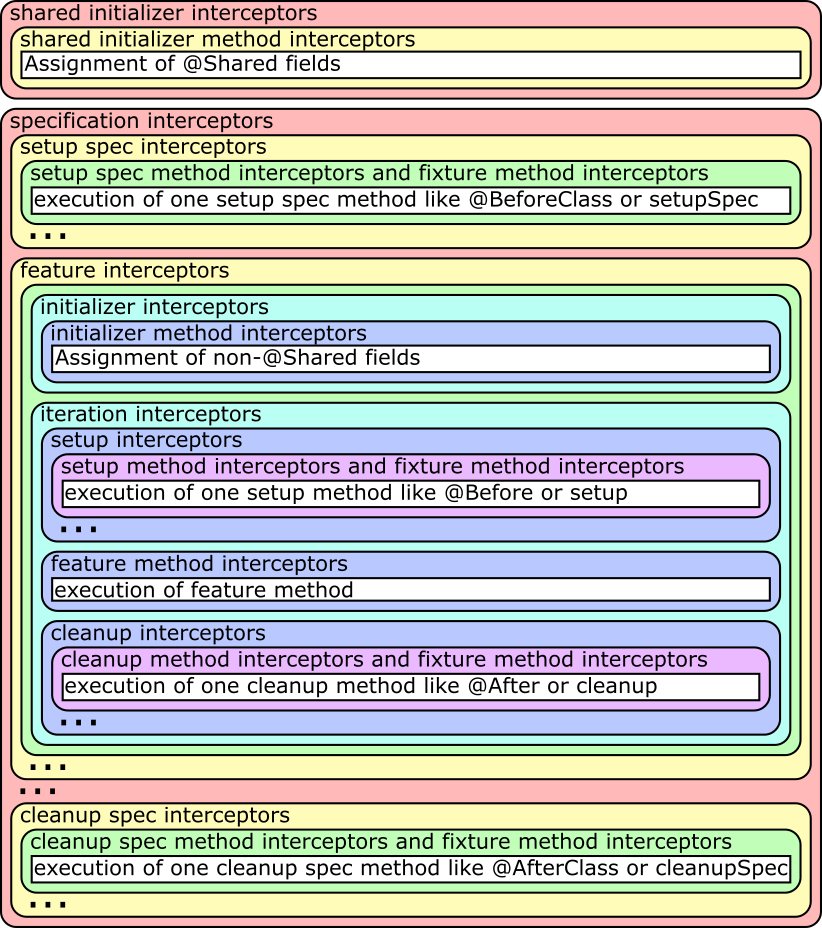 shared initializer interceptors
shared initializer method interceptors
Assignment of @Shared fields
specification interceptors
setup spec interceptors
setup spec method interceptors and fixture method interceptors
execution of one setup spec method like @BeforeClass or setupSpec
...
feature interceptors
initializer interceptors
initializer method interceptors
Assignment of non-@Shared fields
iteration interceptors
setup interceptors
setup method interceptors and fixture method interceptors
execution of one setup method like @Before or setup
...
feature method interceptors
execution of feature method
cleanup interceptors
cleanup method interceptors and fixture method interceptors
execution of one cleanup method like @After or cleanup
...
...
...
cleanup spec interceptors
cleanup spec method interceptors and fixture method interceptors
execution of one cleanup spec method like @AfterClass or cleanupSpec
...